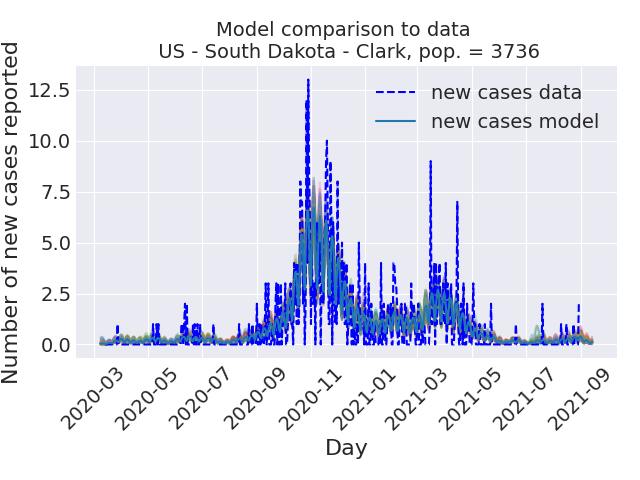 Model comparison to data
US - South Dakota - Clark, pop. = 3736
Number of new cases reported
12.5
10.0
7.5
5.0
2.5
0.0
new cases data
new cases model
2020-03
2020-05
2020-07
2020-09
2020-11
2021-01
2021-03
2021-05
2021-07
2021-09
Day